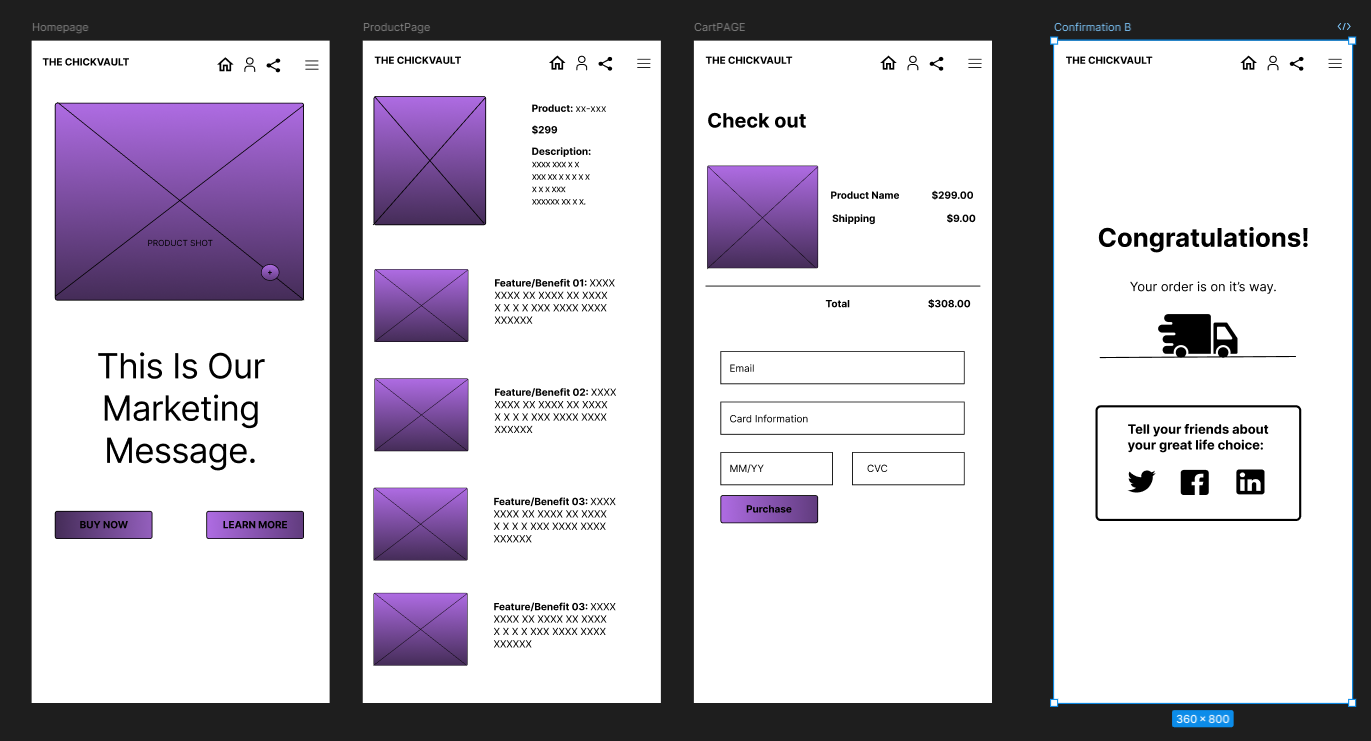 Homepage
THE CHICKVAULT
PRODUCT SHOT
+
This Is Our
Marketing
Message.
BUY NOW
LEARN MORE
ProductPage
THE CHICKVAULT
Product: xx-xxx
$299
Description:
xxxx xxx x x
xxx xx x x x x x
x x x xxx
xxxxxx xx x x.
Feature/Benefit 01: XXXX
XXXX XX XXXX XX XXXX
X X X X XXX XXXX XXXX
XXXXXX
Feature/Benefit 02: XXXX
XXXX XX XXXX XX XXXX
X X X X XXX XXXX XXXX
XXXXXX
Feature/Benefit 03: XXXX
XXXX XX XXXX XX XXXX
X X X X XXX XXXX XXXX
XXXXXX
Feature/Benefit 03: XXXX
XXXX XX XXXX XX XXXX
X X X X XXX XXXX XXXX
XXXXXX
CartPAGE
THE CHICKVAULT
Check out
Product Name $299.00
Shipping $9.00
Total $308.00
Email
Card Information
MM/YY CVC
Purchase
Confirmation B
THE CHICKVAULT
Congratulations!
Your order is on it's way.
Tell your friends about
your great life choice:
360 × 800